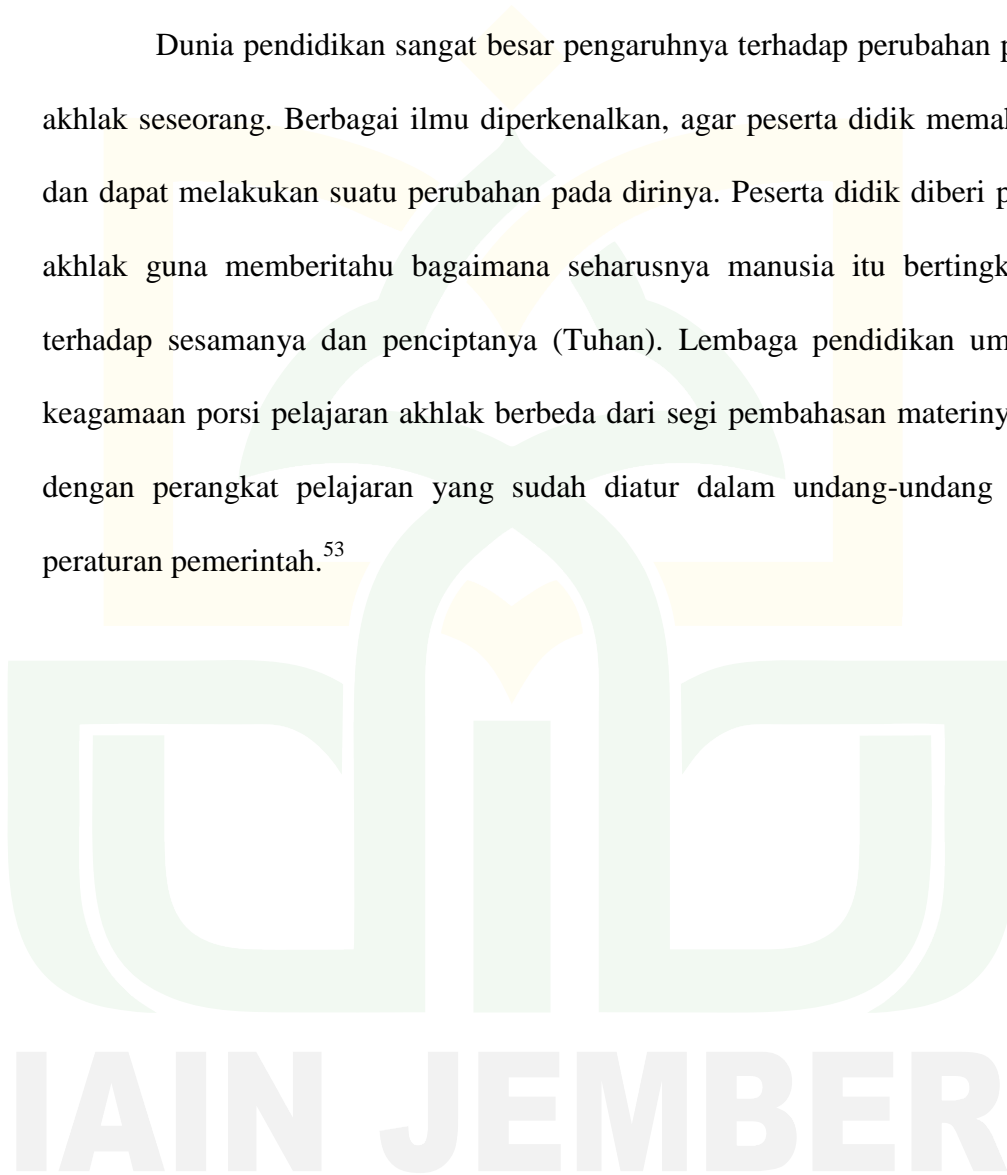 Dunia pendidikan sangat besar pengaruhnya terhadap perubahan
akhlak seseorang. Berbagai ilmu diperkenalkan, agar peserta didik
dan dapat melakukan suatu perubahan pada dirinya. Peserta didik diberi
akhlak guna memberitahu bagaimana seharusnya manusia itu
terhadap sesamanya dan penciptanya (Tuhan). Lembaga pendidikan
keagamaan porsi pelajaran akhlak berbeda dari segi pembahasan
dengan perangkat pelajaran yang sudah diatur dalam undang-undang
peraturan pemerintah.53
IAIN JEMBER